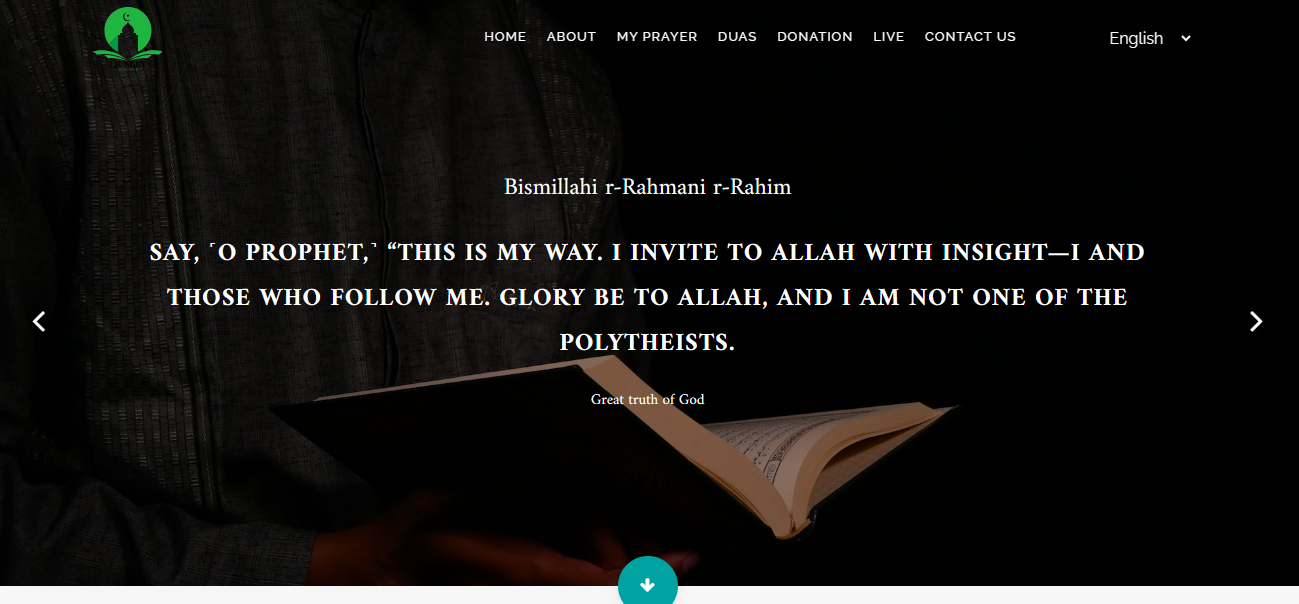 HOME ABOUT MY PRAYER DUAS DONATION LIVE CONTACT US English
Bismillahi r-Rahmani r-Rahim
SAY, ˹O PROPHET,˺ “THIS IS MY WAY. I INVITE TO ALLAH WITH INSIGHT—I AND
THOSE WHO FOLLOW ME. GLORY BE TO ALLAH, AND I AM NOT ONE OF THE
POLYTHEISTS.
Great truth of God